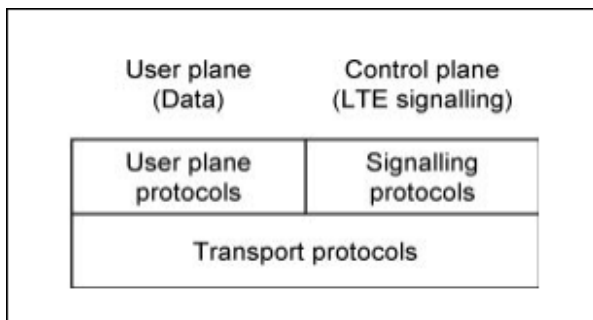 User plane
(Data)
Control plane
(LTE signalling)
User plane
protocols
Signalling
protocols
Transport protocols